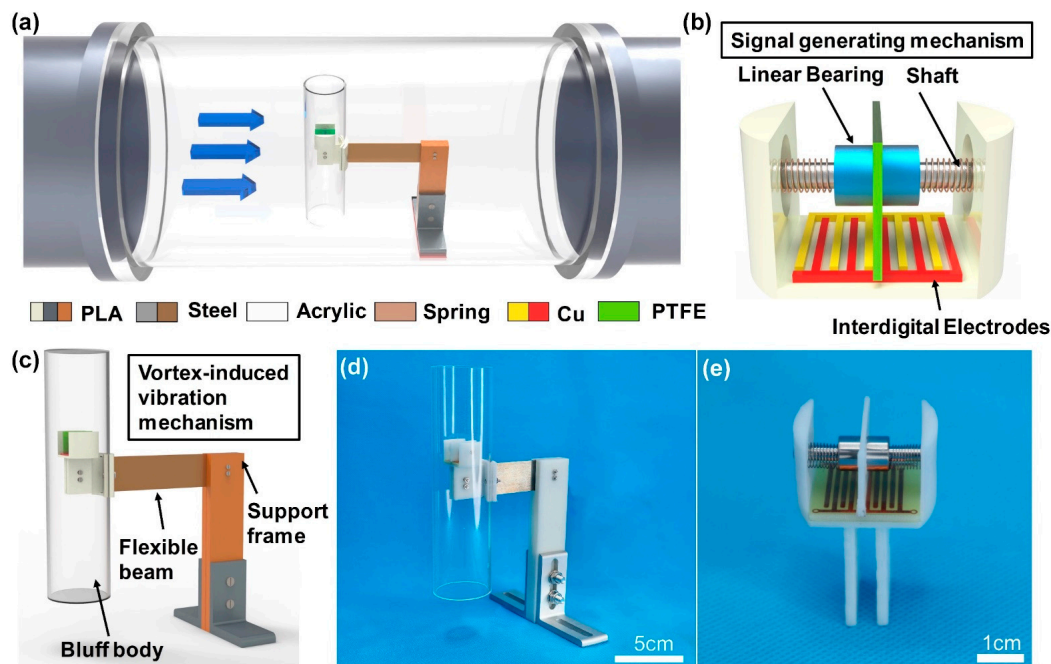 (a)
(b)
Signal generating mechanism
Linear Bearing
Shaft
Interdigital Electrodes
PLA
Steel
Acrylic
Spring
Cu
PTFE
(c)
Vortex-induced
vibration
mechanism
Support
frame
Flexible
beam
Bluff body
(d)
5cm
(e)
1cm